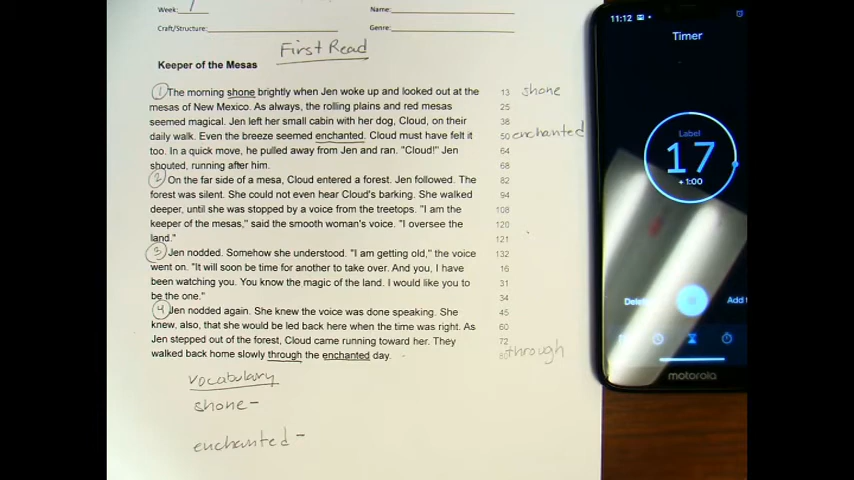 Week: 1 Name:
Craft/Structure: Genre:
First Read
Keeper of the Mesas
1 The morning shone brightly when Jen woke up and looked out at the 13 shone
mesas of New Mexico. As always, the rolling plains and red mesas 25
seemed magical. Jen left her small cabin with her dog, Cloud, on their 38
daily walk. Even the breeze seemed enchanted. Cloud must have felt it 50 enchanted
too. In a quick move, he pulled away from Jen and ran. "Cloud!" Jen 64
shouted, running after him. 68
2 On the far side of a mesa, Cloud entered a forest. Jen followed. The 82
forest was silent. She could not even hear Cloud's barking. She walked 94
deeper, until she was stopped by a voice from the treetops. "I am the 108
keeper of the mesas," said the smooth woman's voice. "I oversee the 120
land." 121
3 Jen nodded. Somehow she understood. "I am getting old," the voice 132
went on. "It will soon be time for another to take over. And you, I have 16
been watching you. You know the magic of the land. I would like you to 31
be the one." 34
4 Jen nodded again. She knew the voice was done speaking. She 45
knew, also, that she would be led back here when the time was right. As 60
Jen stepped out of the forest, Cloud came running toward her. They 72
walked back home slowly through the enchanted day. 80 through
vocabulary
shone-
enchanted-
11:12
Timer
Label
17
+ 1:00
Delete Add t
motorola